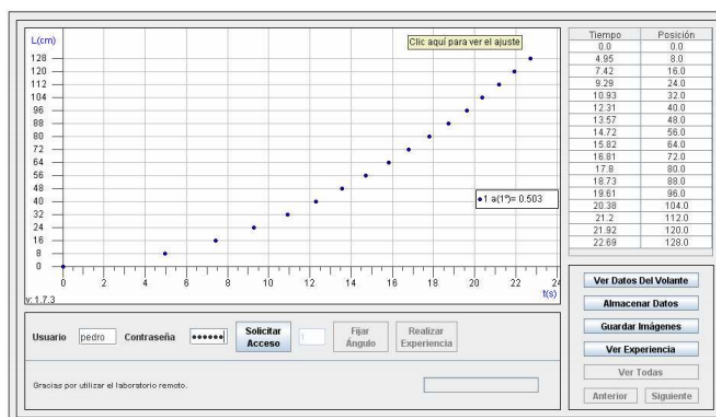 L(cm)
Clic aquí para ver el ajuste
128
120
112
104
96
88
80
72
64
56
48
40
32
24
16
8
0
1 a(1º)= 0.503
0 2 4 6 8 10 12 14 16 18 20 22 24
t(s)
v: 1.7.3
Tiempo Posición
0.0 0.0
4.95 8.0
7.42 16.0
9.29 24.0
10.93 32.0
12.31 40.0
13.57 48.0
14.72 56.0
15.82 64.0
16.81 72.0
17.8 80.0
18.73 88.0
19.61 96.0
20.38 104.0
21.2 112.0
21.92 120.0
22.69 128.0
Usuario pedro Contraseña ●●●●●● Solicitar Acceso 1 Fijar Ángulo Realizar Experiencia
Gracias por utilizar el laboratorio remoto.
Ver Datos Del Volante
Almacenar Datos
Guardar Imágenes
Ver Experiencia
Ver Todas
Anterior Siguiente